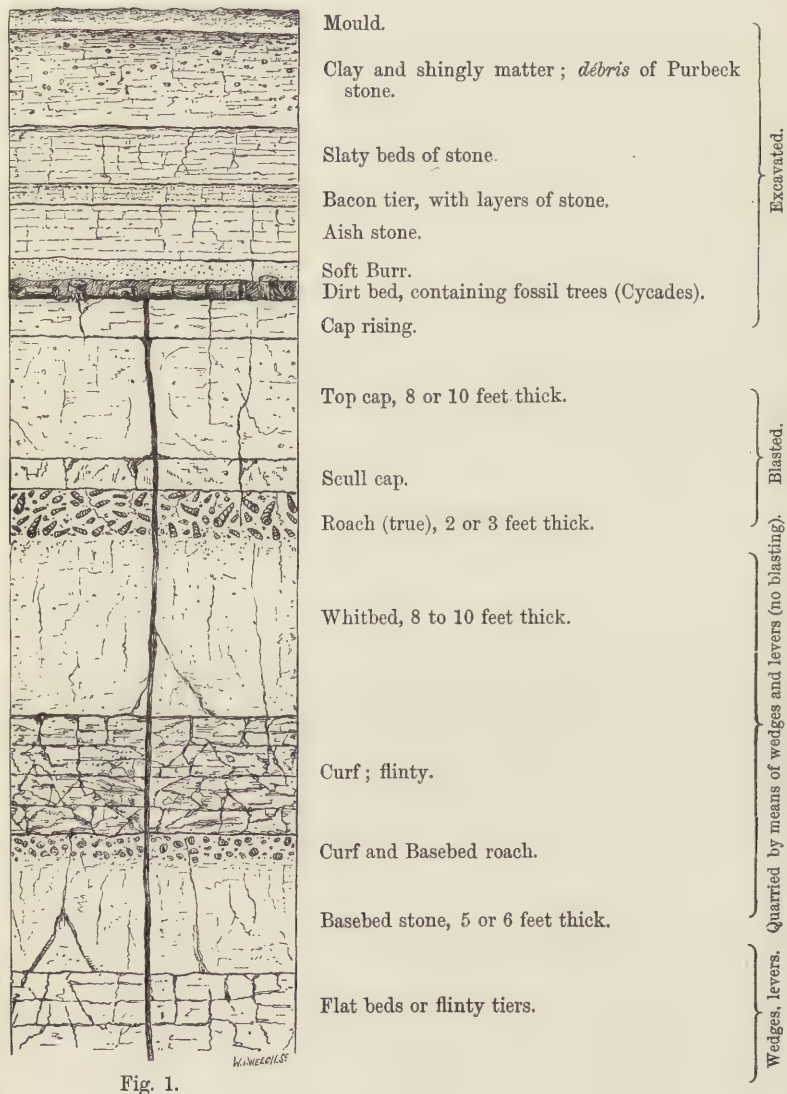 Mould.
Clay and shingly matter ; débris of Purbeck
stone.
Slaty beds of stone.
Bacon tier, with layers of stone.
Aish stone.
Soft Burr.
Dirt bed, containing fossil trees (Cycades).
Cap rising.
Excavated.
Top cap, 8 or 10 feet thick.
Scull cap.
Roach (true), 2 or 3 feet thick.
Blasted.
Whitbed, 8 to 10 feet thick.
Curf ; flinty.
Curf and Basebed roach.
Basebed stone, 5 or 6 feet thick.
Quarried by means of wedges and levers (no blasting).
Flat beds or flinty tiers.
Wedges, levers.
W.J.WELCH.SC
Fig. 1.